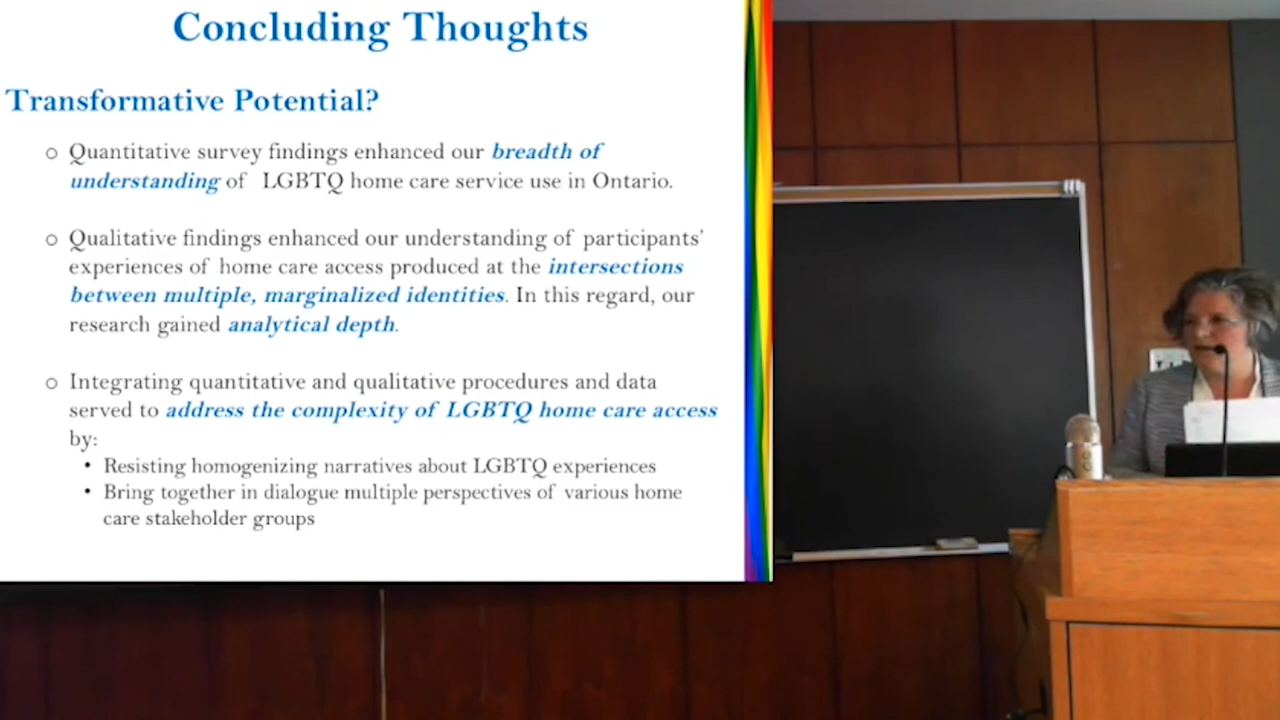 Concluding Thoughts
Transformative Potential?
○ Quantitative survey findings enhanced our breadth of
understanding of LGBTQ home care service use in Ontario.
○ Qualitative findings enhanced our understanding of participants’
experiences of home care access produced at the intersections
between multiple, marginalized identities. In this regard, our
research gained analytical depth.
○ Integrating quantitative and qualitative procedures and data
served to address the complexity of LGBTQ home care access
by:
• Resisting homogenizing narratives about LGBTQ experiences
• Bring together in dialogue multiple perspectives of various home
care stakeholder groups